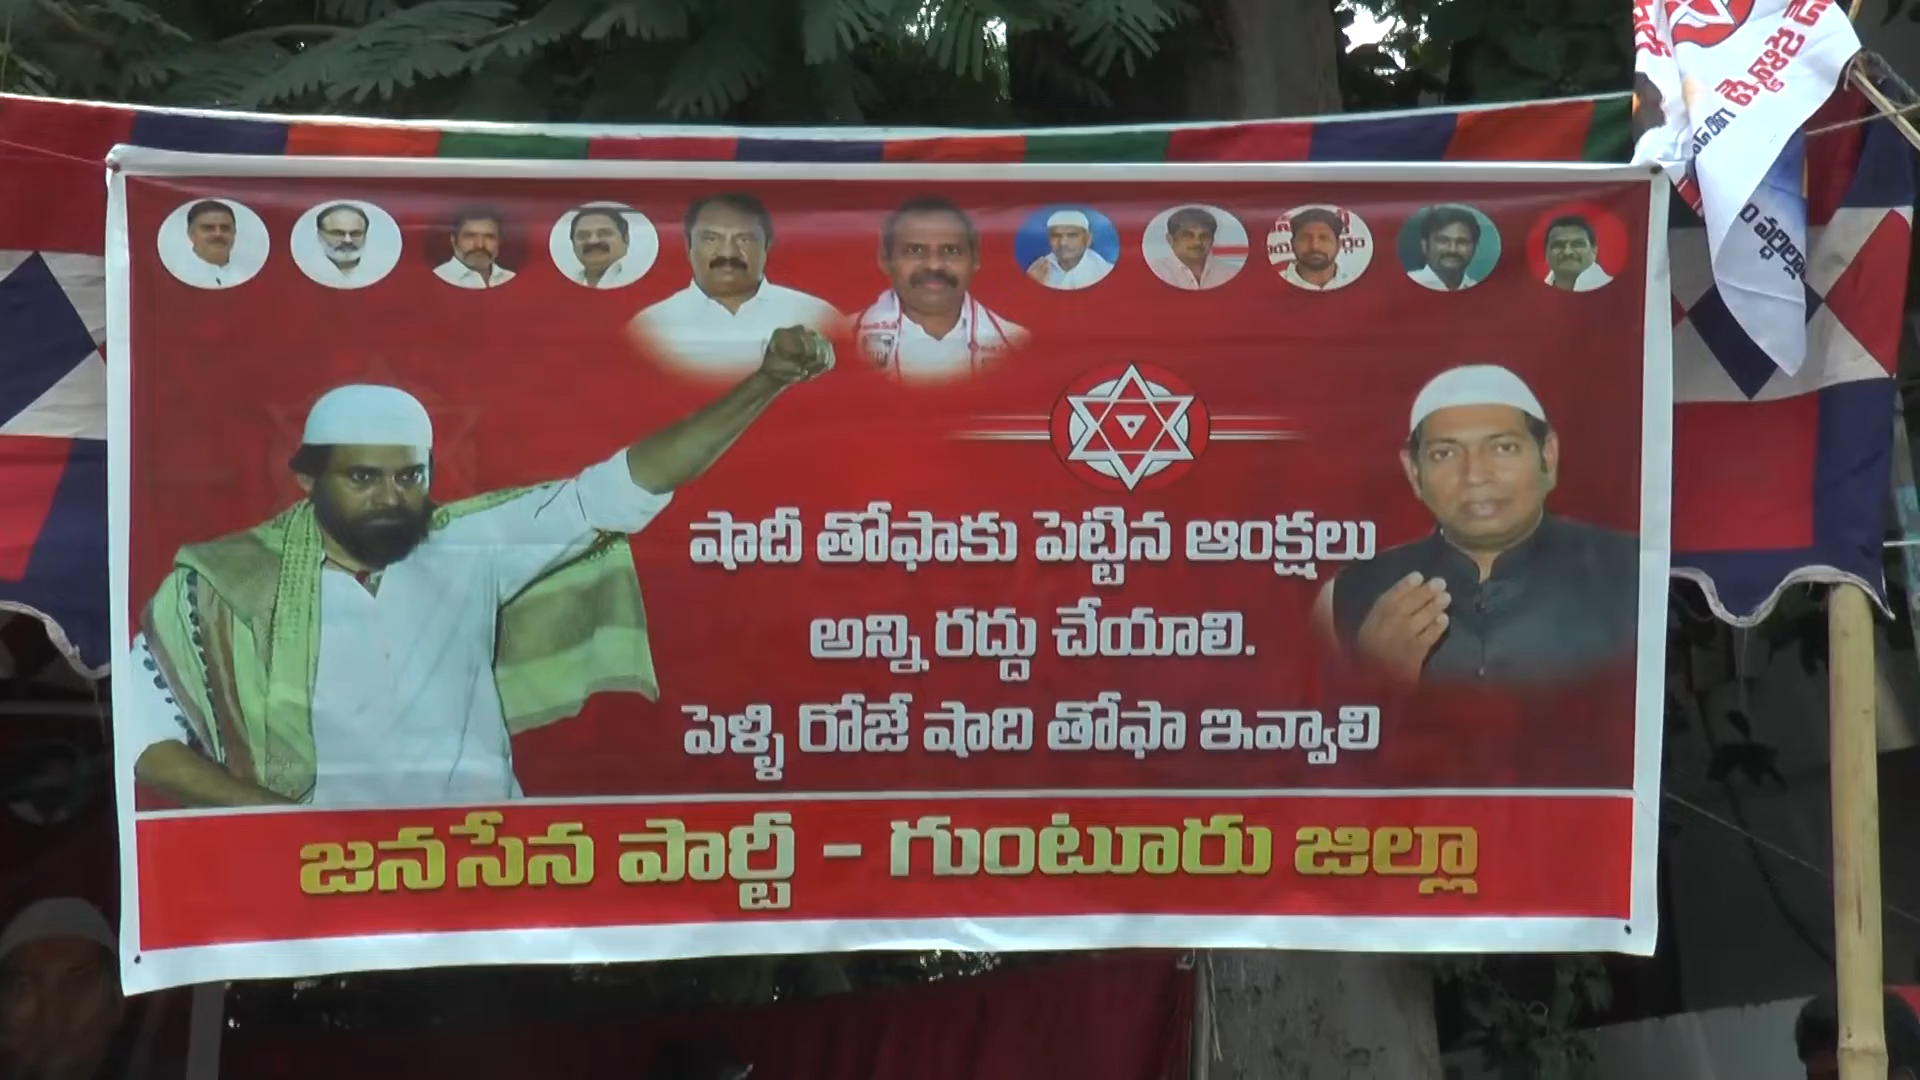 షాదీ తోఫాకు పెట్టిన ఆంక్షలు
అన్ని రద్దు చేయాలి.
పెళ్ళి రోజే షాది తోఫా ఇవ్వాలి
జనసేన పార్టీ - గుంటూరు జిల్లా